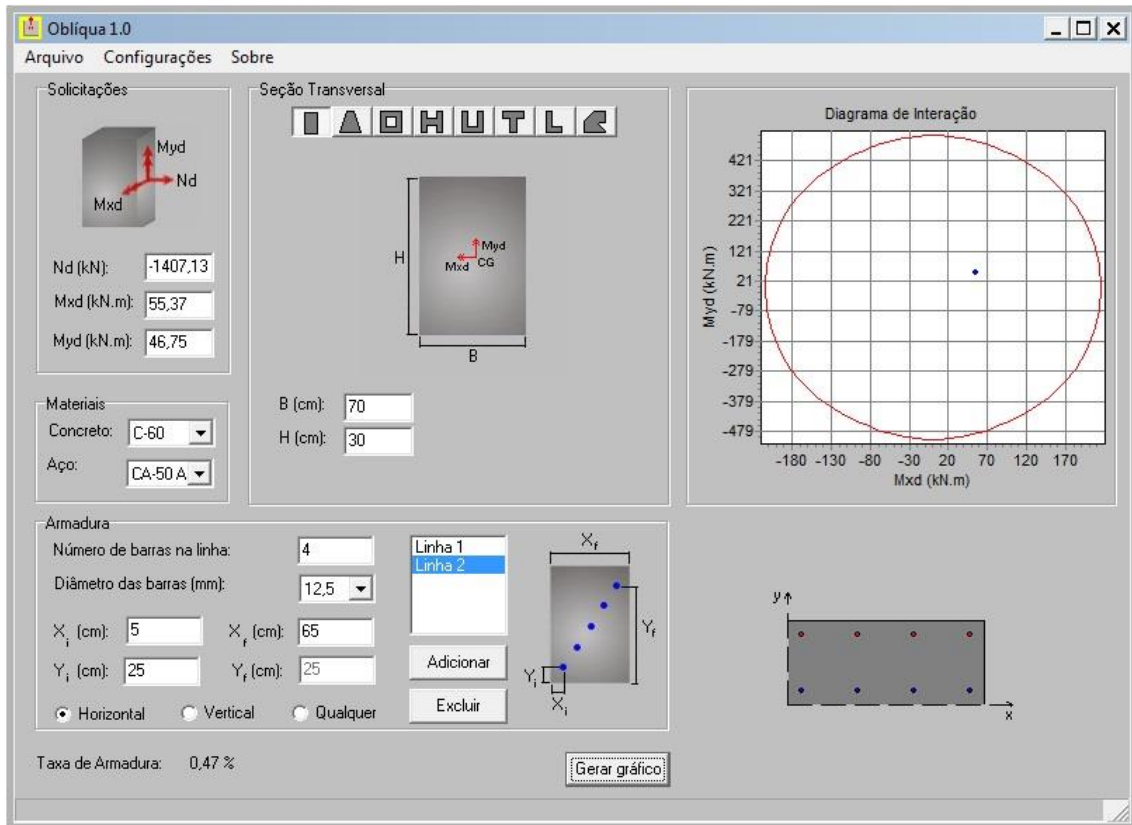 Oblíqua 1.0
Arquivo Configurações Sobre
Solicitações
Myd
Nd
Mxd
Nd (kN): -1407,13
Mxd (kN.m): 55,37
Myd (kN.m): 46,75
Materiais
Concreto: C-60
Aço: CA-50 A
Seção Transversal
H
Myd
Mxd CG
B
B (cm): 70
H (cm): 30
Diagrama de Interação
Myd (kN.m)
421
321
221
121
21
-79
-179
-279
-379
-479
-180 -130 -80 -30 20 70 120 170
Mxd (kN.m)
Armadura
Número de barras na linha: 4
Diâmetro das barras (mm): 12,5
Xi (cm): 5 Xf (cm): 65
Yi (cm): 25 Yf (cm): 25
Horizontal Vertical Qualquer
Linha 1
Linha 2
Adicionar
Excluir
Xf
Yf
Yi
Xi
y
x
Taxa de Armadura: 0,47 %
Gerar gráfico